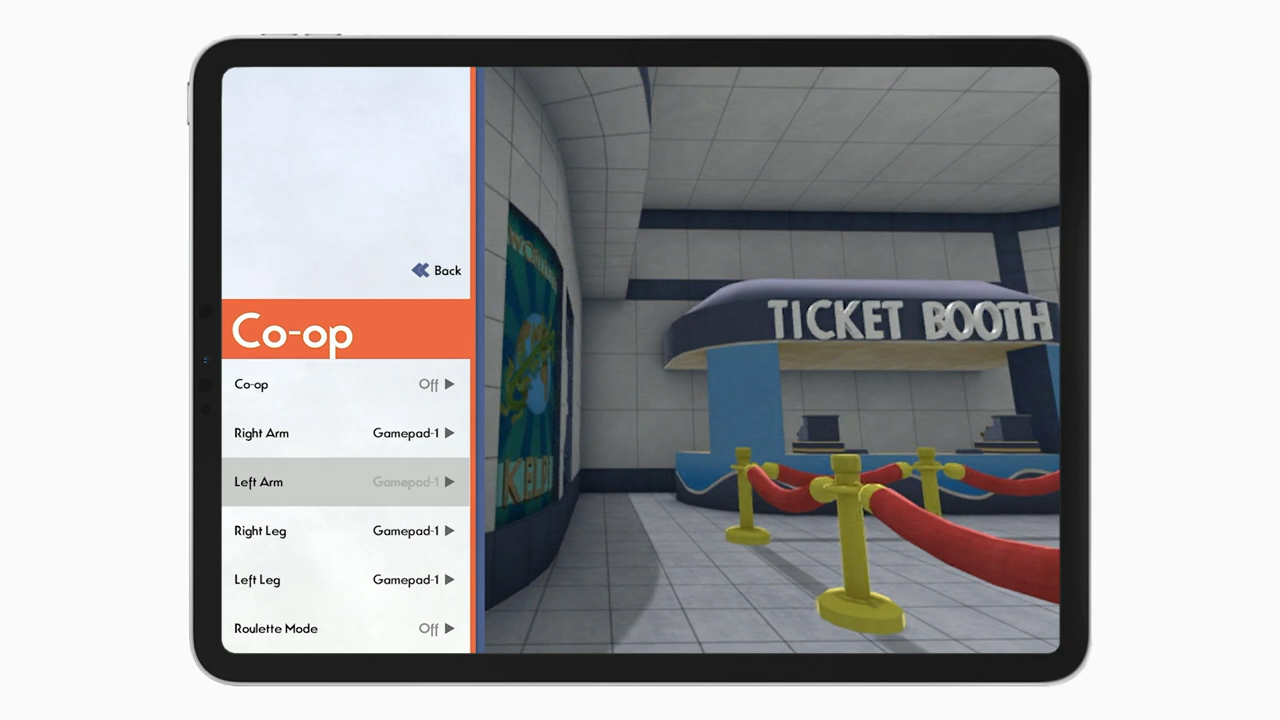 Back
Co-op
Co-op Off
Right Arm Gamepad-1
Left Arm Gamepad-1
Right Leg Gamepad-1
Left Leg Gamepad-1
Roulette Mode Off
TICKET BOOTH